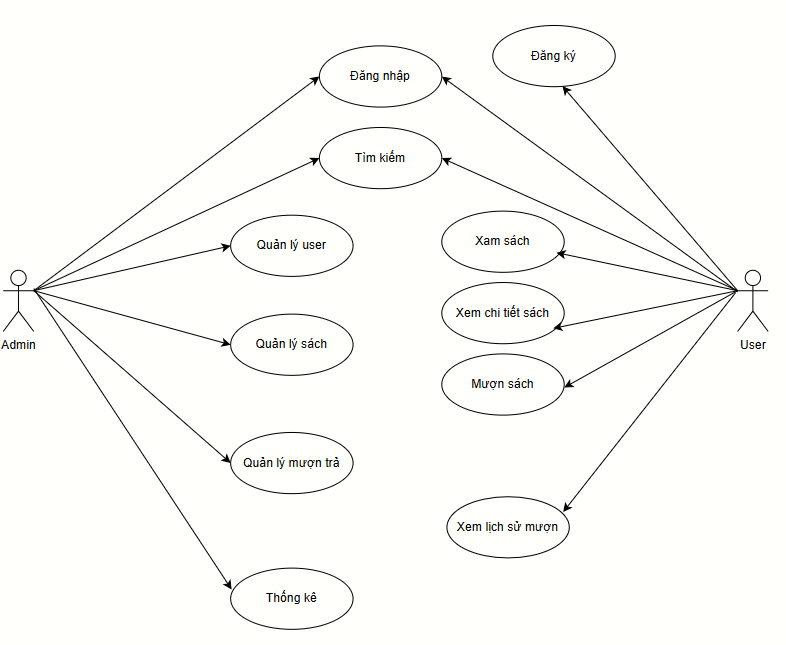 Đăng ký
Đăng nhập
Tìm kiếm
Quản lý user
Xam sách
Xem chi tiết sách
Quản lý sách
Admin
User
Mượn sách
Quản lý mượn trả
Xem lịch sử mượn
Thống kê